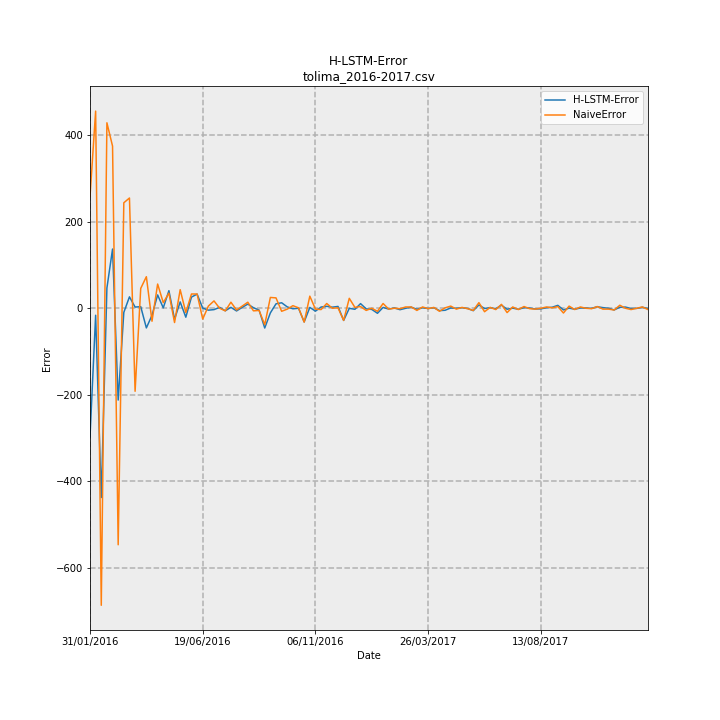 H-LSTM-Error
tolima_2016-2017.csv
H-LSTM-Error
NaiveError
400
200
0
−200
−400
−600
Error
31/01/2016 19/06/2016 06/11/2016 26/03/2017 13/08/2017
Date